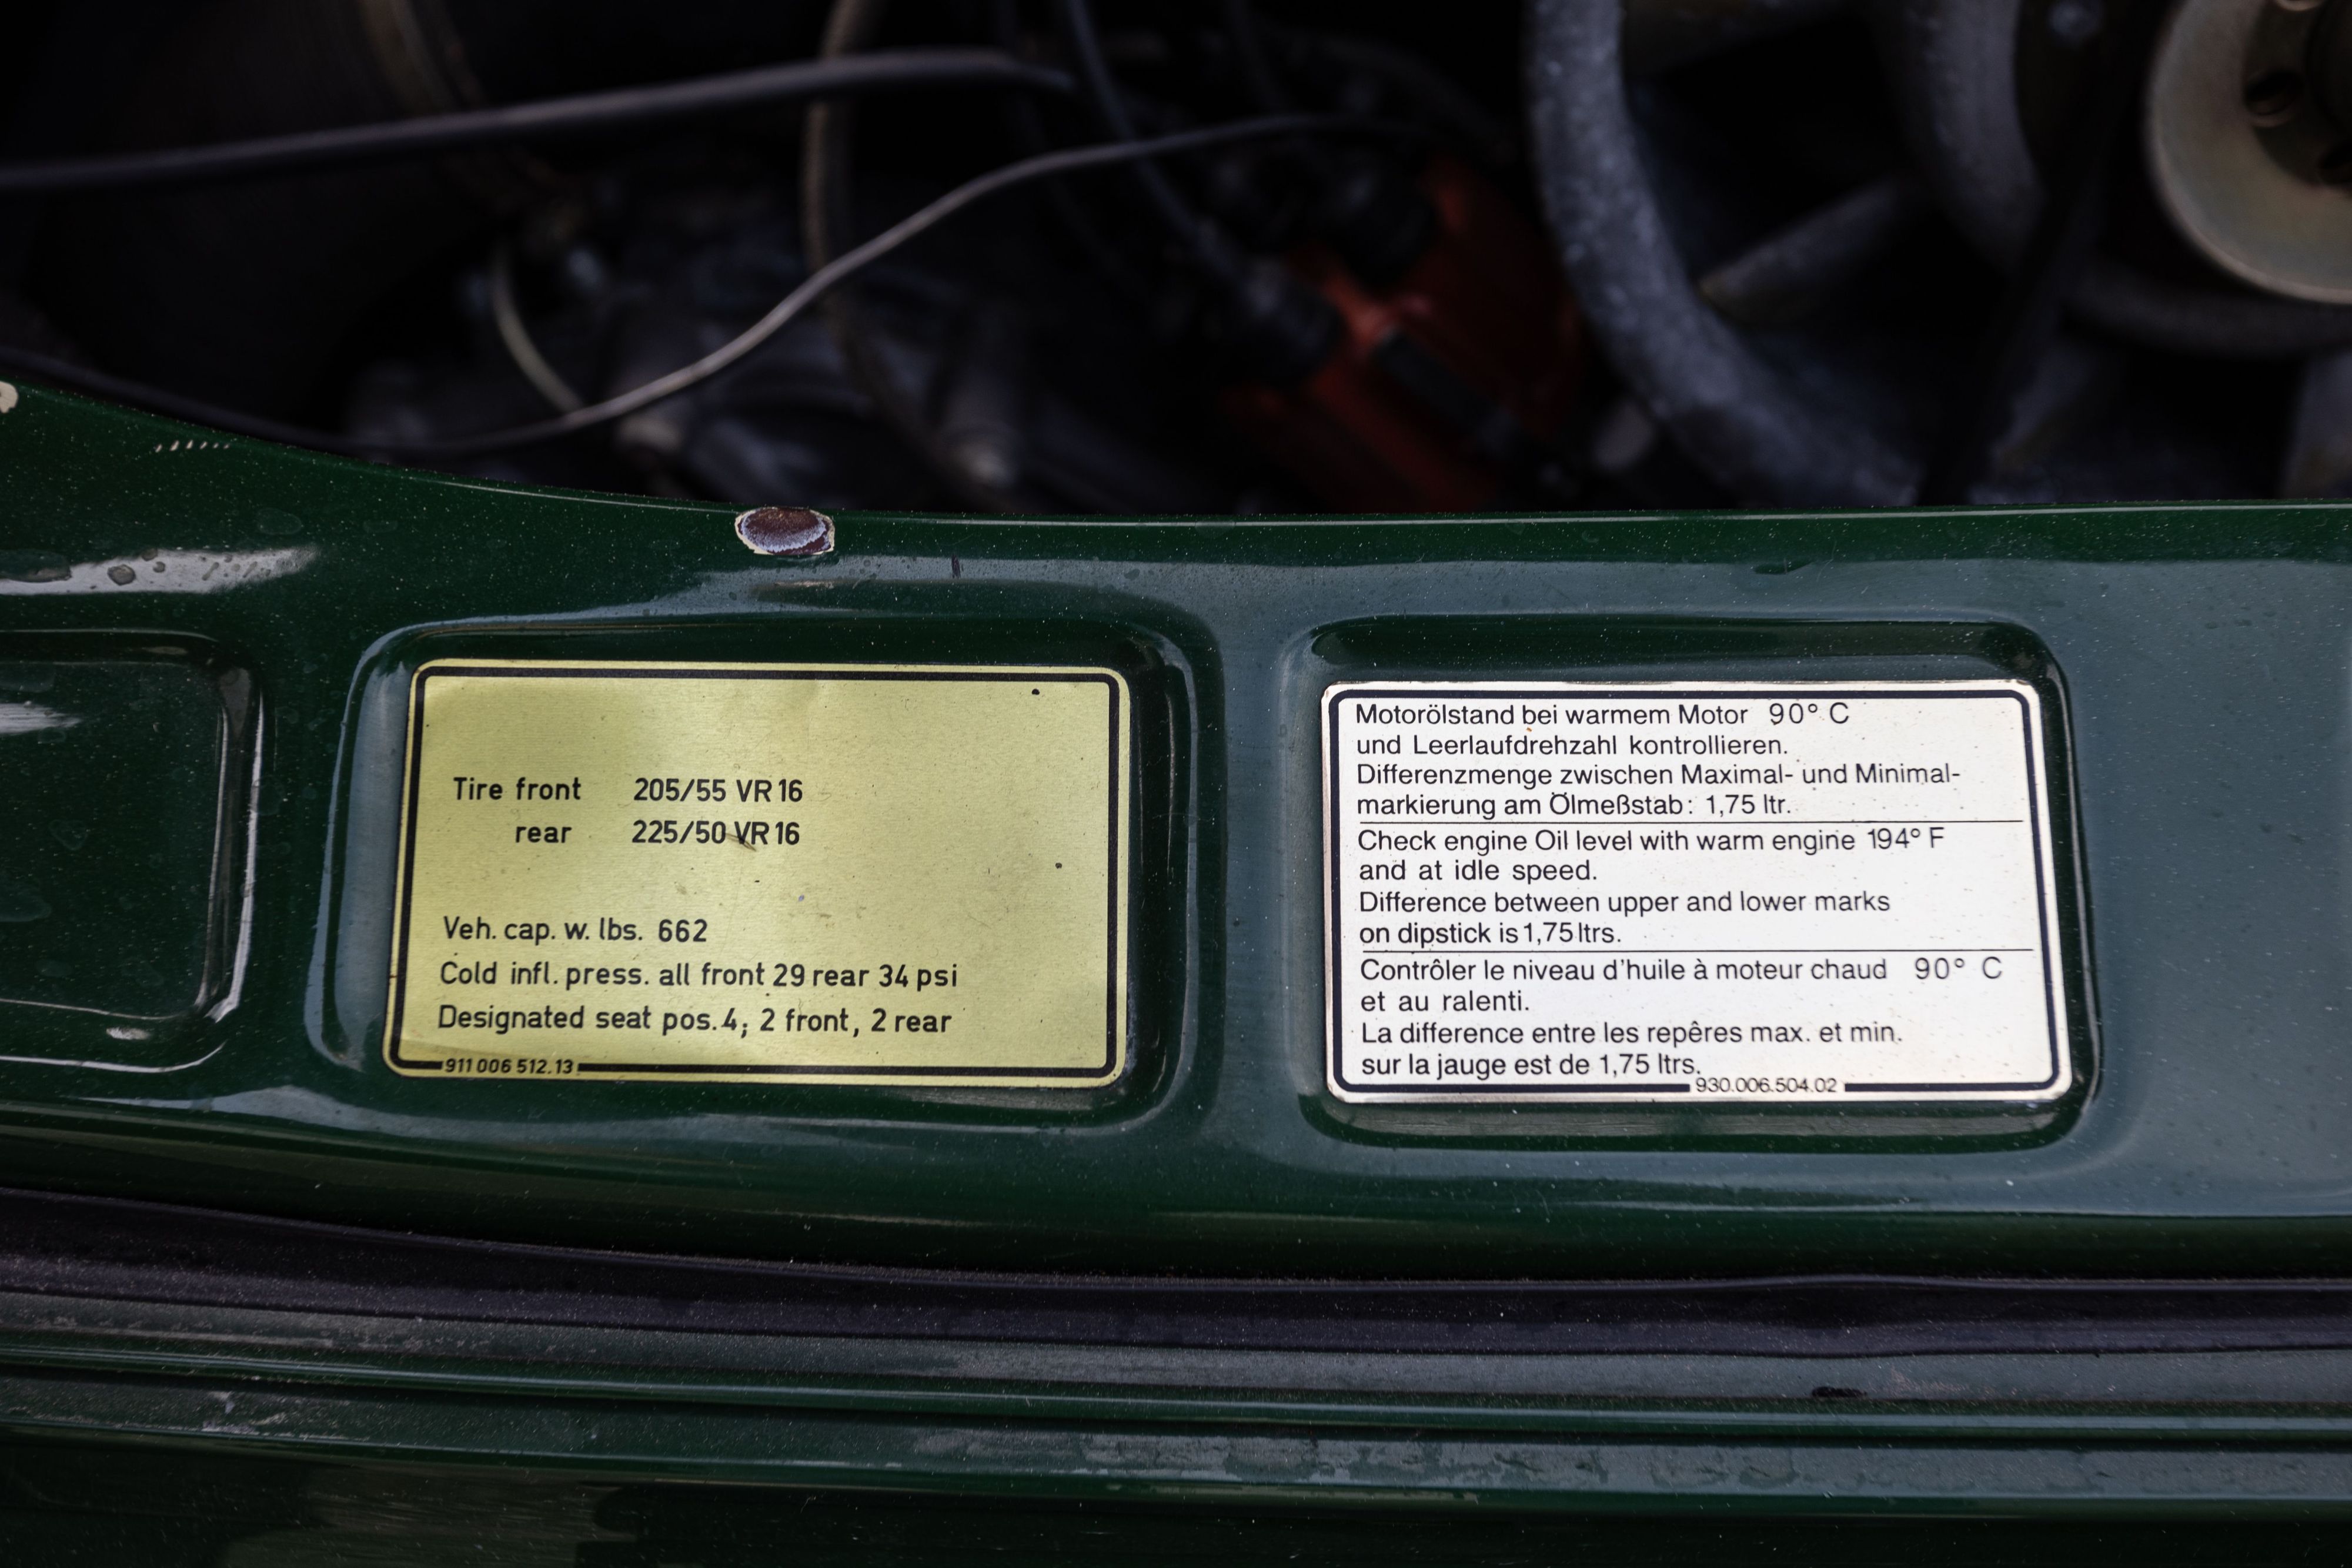 Tire front 205/55 VR 16
rear 225/50 VR 16
Veh. cap. w. lbs. 662
Cold infl. press. all front 29 rear 34 psi
Designated seat pos. 4; 2 front, 2 rear
911 006 512.13
Motorölstand bei warmem Motor 90° C
und Leerlaufdrehzahl kontrollieren.
Differenzmenge zwischen Maximal- und Minimal-
markierung am Ölmeßstab: 1,75 ltr.
Check engine Oil level with warm engine 194° F
and at idle speed.
Difference between upper and lower marks
on dipstick is 1,75 ltrs.
Contrôler le niveau d'huile à moteur chaud 90° C
et au ralenti.
La difference entre les repêres max. et min.
sur la jauge est de 1,75 ltrs.
930.006.504.02